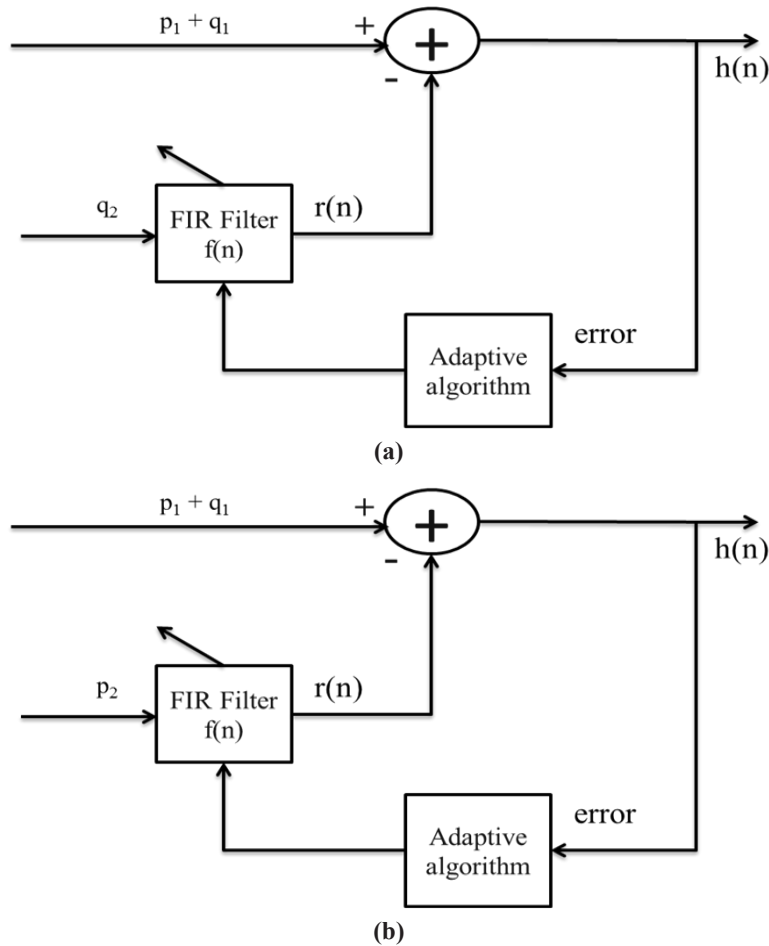 p₁ + q₁
+
+
-
h(n)
q₂
FIR Filter
f(n)
r(n)
error
Adaptive
algorithm
(a)
p₁ + q₁
+
+
-
h(n)
p₂
FIR Filter
f(n)
r(n)
error
Adaptive
algorithm
(b)